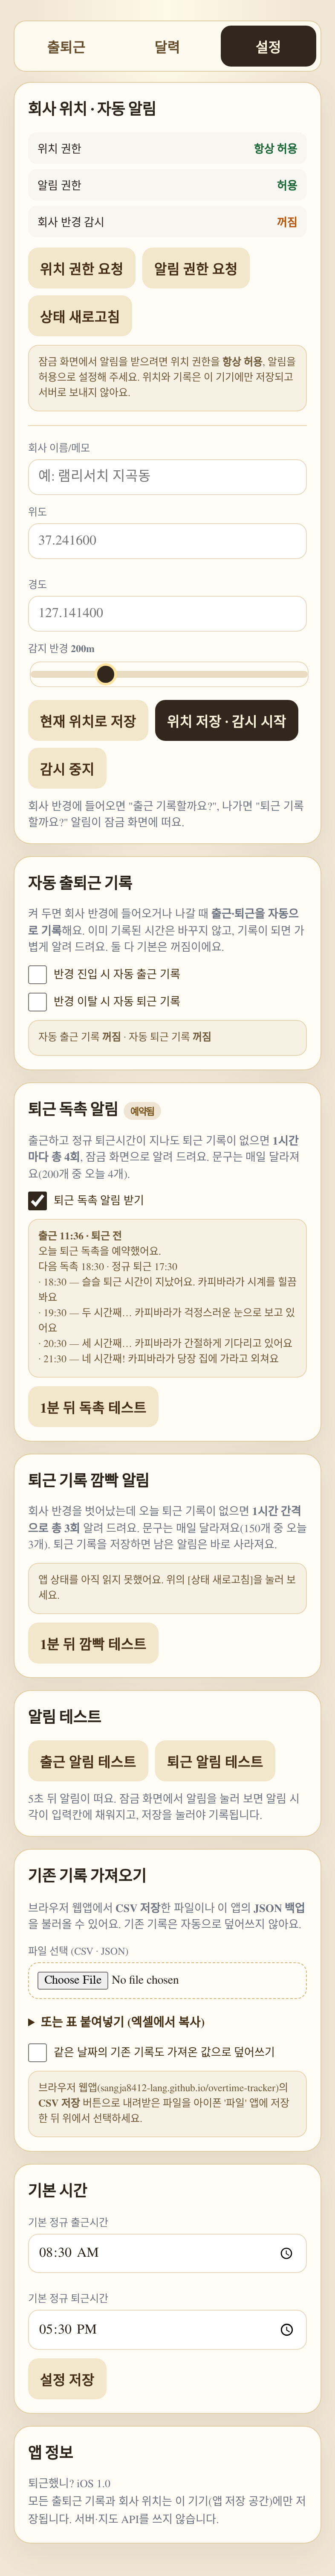 출퇴근 달력 설정
회사 위치 · 자동 알림
위치 권한 항상 허용
알림 권한 허용
회사 반경 감시 꺼짐
위치 권한 요청 알림 권한 요청
상태 새로고침
잠금 화면에서 알림을 받으려면 위치 권한을 항상 허용, 알림을
허용으로 설정해 주세요. 위치와 기록은 이 기기에만 저장되고
서버로 보내지 않아요.
회사 이름/메모
예: 램리서치 지곡동
위도
37.241600
경도
127.141400
감지 반경 200m
현재 위치로 저장 위치 저장 · 감시 시작
감시 중지
회사 반경에 들어오면 "출근 기록할까요?", 나가면 "퇴근 기록
할까요?" 알림이 잠금 화면에 떠요.
자동 출퇴근 기록
켜 두면 회사 반경에 들어오거나 나갈 때 출근·퇴근을 자동으
로 기록해요. 이미 기록된 시간은 바꾸지 않고, 기록이 되면 가
볍게 알려 드려요. 둘 다 기본은 꺼짐이에요.
반경 진입 시 자동 출근 기록
반경 이탈 시 자동 퇴근 기록
자동 출근 기록 꺼짐 · 자동 퇴근 기록 꺼짐
퇴근 독촉 알림 예약됨
출근하고 정규 퇴근시간이 지나도 퇴근 기록이 없으면 1시간
마다 총 4회, 잠금 화면으로 알려 드려요. 문구는 매일 달라져
요(200개 중 오늘 4개).
퇴근 독촉 알림 받기
출근 11:36 · 퇴근 전
오늘 퇴근 독촉을 예약했어요.
다음 독촉 18:30 · 정규 퇴근 17:30
· 18:30 — 슬슬 퇴근 시간이 지났어요. 카피바라가 시계를 힐끔
봐요
· 19:30 — 두 시간째… 카피바라가 걱정스러운 눈으로 보고 있
어요
· 20:30 — 세 시간째… 카피바라가 간절하게 기다리고 있어요
· 21:30 — 네 시간째! 카피바라가 당장 집에 가라고 외쳐요
1분 뒤 독촉 테스트
퇴근 기록 깜빡 알림
회사 반경을 벗어났는데 오늘 퇴근 기록이 없으면 1시간 간격
으로 총 3회 알려 드려요. 문구는 매일 달라져요(150개 중 오늘
3개). 퇴근 기록을 저장하면 남은 알림은 바로 사라져요.
앱 상태를 아직 읽지 못했어요. 위의 [상태 새로고침]을 눌러 보
세요.
1분 뒤 깜빡 테스트
알림 테스트
출근 알림 테스트 퇴근 알림 테스트
5초 뒤 알림이 떠요. 잠금 화면에서 알림을 눌러 보면 알림 시
각이 입력칸에 채워지고, 저장을 눌러야 기록됩니다.
기존 기록 가져오기
브라우저 웹앱에서 CSV 저장한 파일이나 이 앱의 JSON 백업
을 불러올 수 있어요. 기존 기록은 자동으로 덮어쓰지 않아요.
파일 선택 (CSV · JSON)
Choose File No file chosen
또는 표 붙여넣기 (엑셀에서 복사)
같은 날짜의 기존 기록도 가져온 값으로 덮어쓰기
브라우저 웹앱(sangja8412-lang.github.io/overtime-tracker)의
CSV 저장 버튼으로 내려받은 파일을 아이폰 '파일' 앱에 저장
한 뒤 위에서 선택하세요.
기본 시간
기본 정규 출근시간
08:30 AM
기본 정규 퇴근시간
05:30 PM
설정 저장
앱 정보
퇴근했니? iOS 1.0
모든 출퇴근 기록과 회사 위치는 이 기기(앱 저장 공간)에만 저
장됩니다. 서버·지도 API를 쓰지 않습니다.